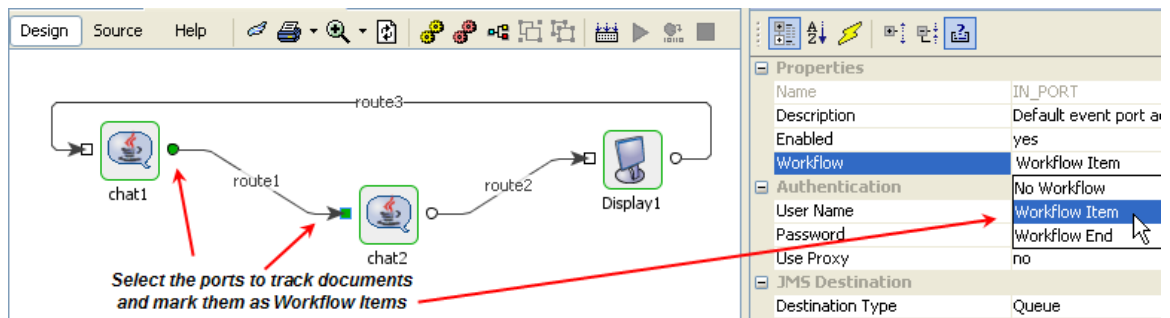 Design Source Help
route3
chat1
route1
chat2
route2
Display1
Select the ports to track documents
and mark them as Workflow Items
Properties
Name IN_PORT
Description Default event port
Enabled yes
Workflow Workflow Item
No Workflow
Authentication
Workflow Item
User Name
Workflow End
Password
Use Proxy no
JMS Destination
Destination Type Queue